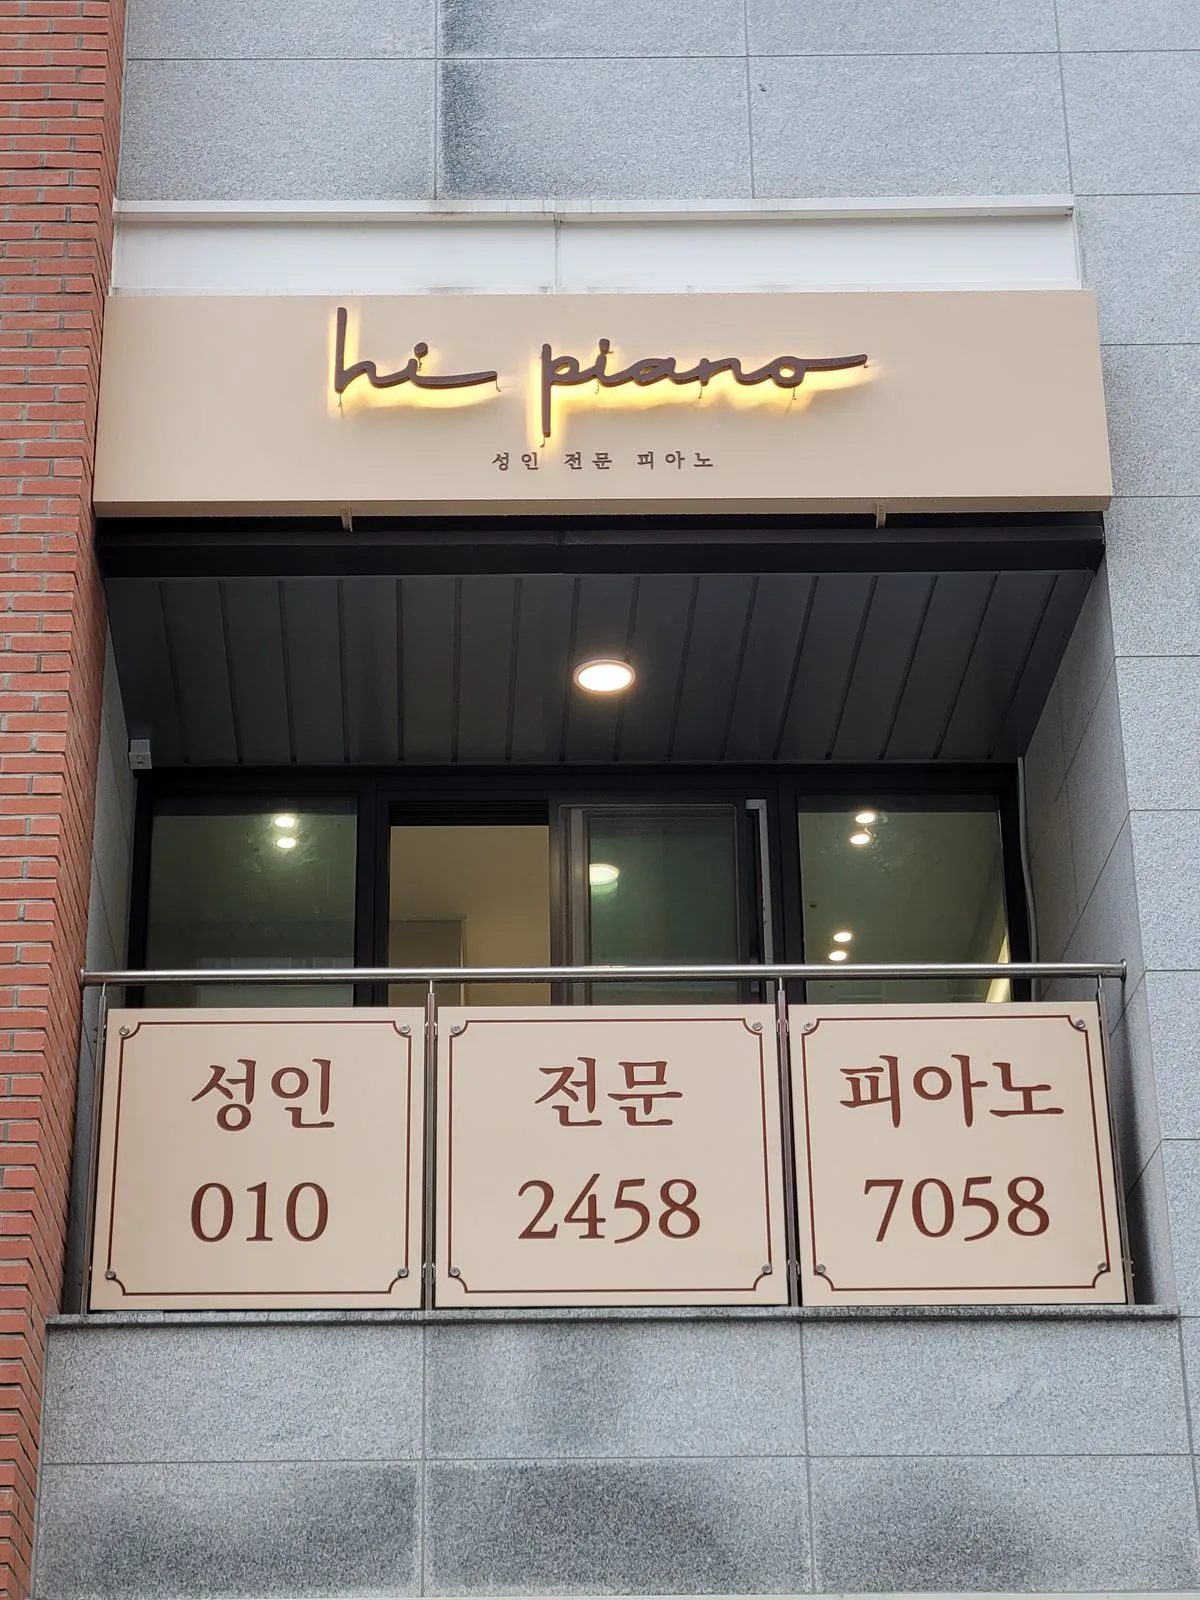 hi piano
성인 전문 피아노
성인 전문 피아노
010 2458 7058